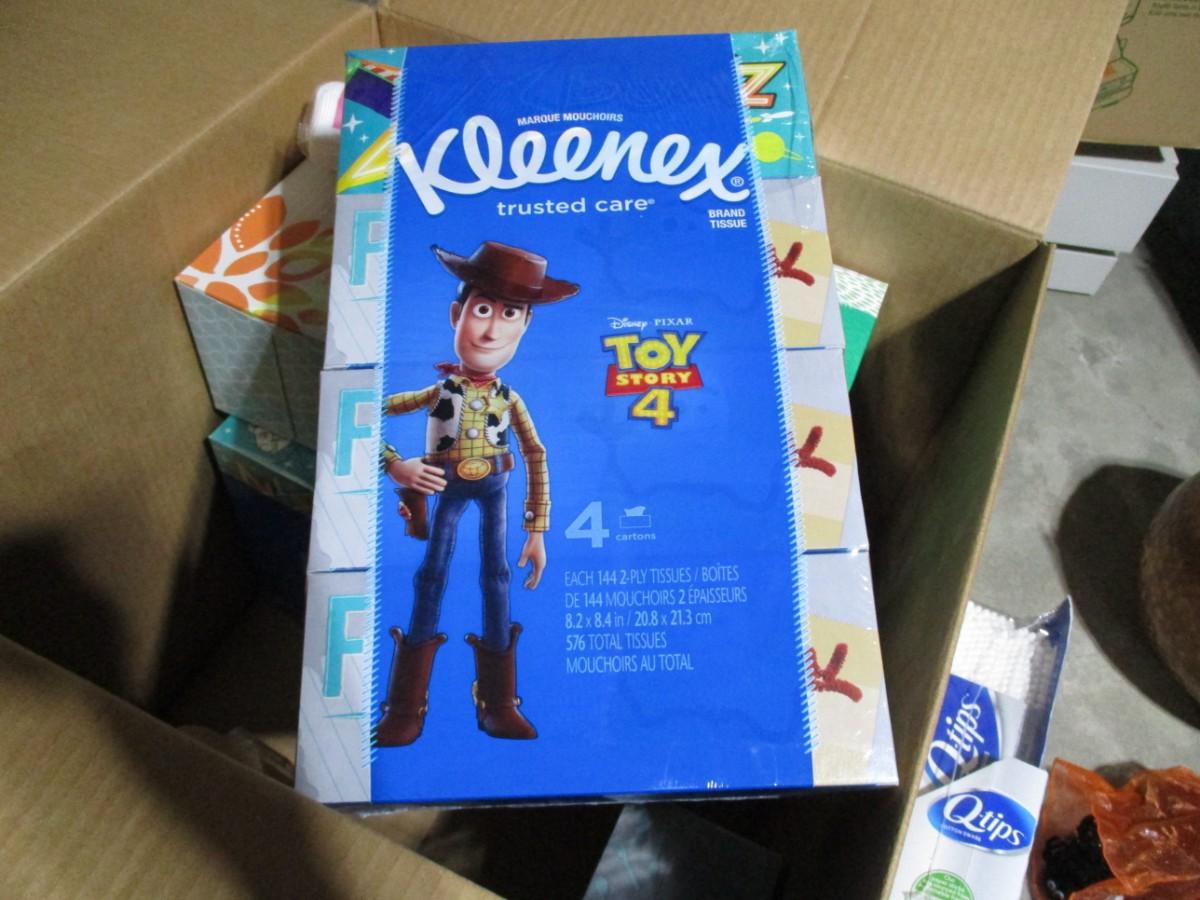 MARQUE MOUCHOIRS
Kleenex®
trusted care®
BRAND
TISSUE
Z
F
F
F
Disney · PIXAR
TOY
STORY
4
4
cartons
EACH 144 2-PLY TISSUES / BOÎTES
DE 144 MOUCHOIRS 2 ÉPAISSEURS
8.2 x 8.4 in / 20.8 x 21.3 cm
576 TOTAL TISSUES
MOUCHOIRS AU TOTAL
Q-tips
Q-tips